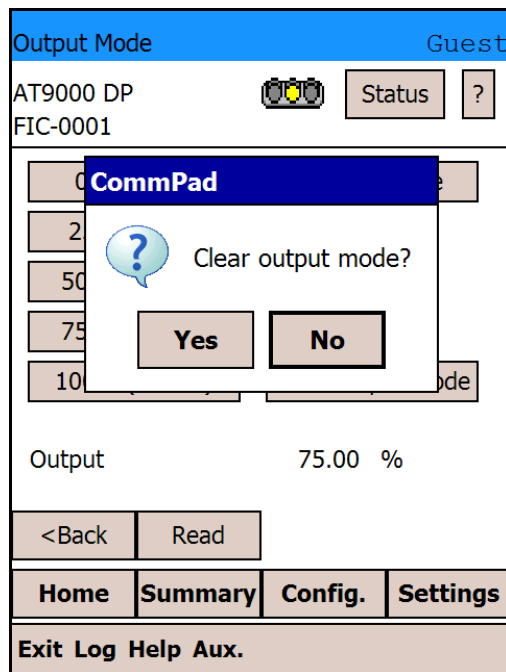 Output Mode Guest
AT9000 DP Status ?
FIC-0001
CommPad
Clear output mode?
Yes No
Output 75.00 %
<Back Read
Home Summary Config. Settings
Exit Log Help Aux.